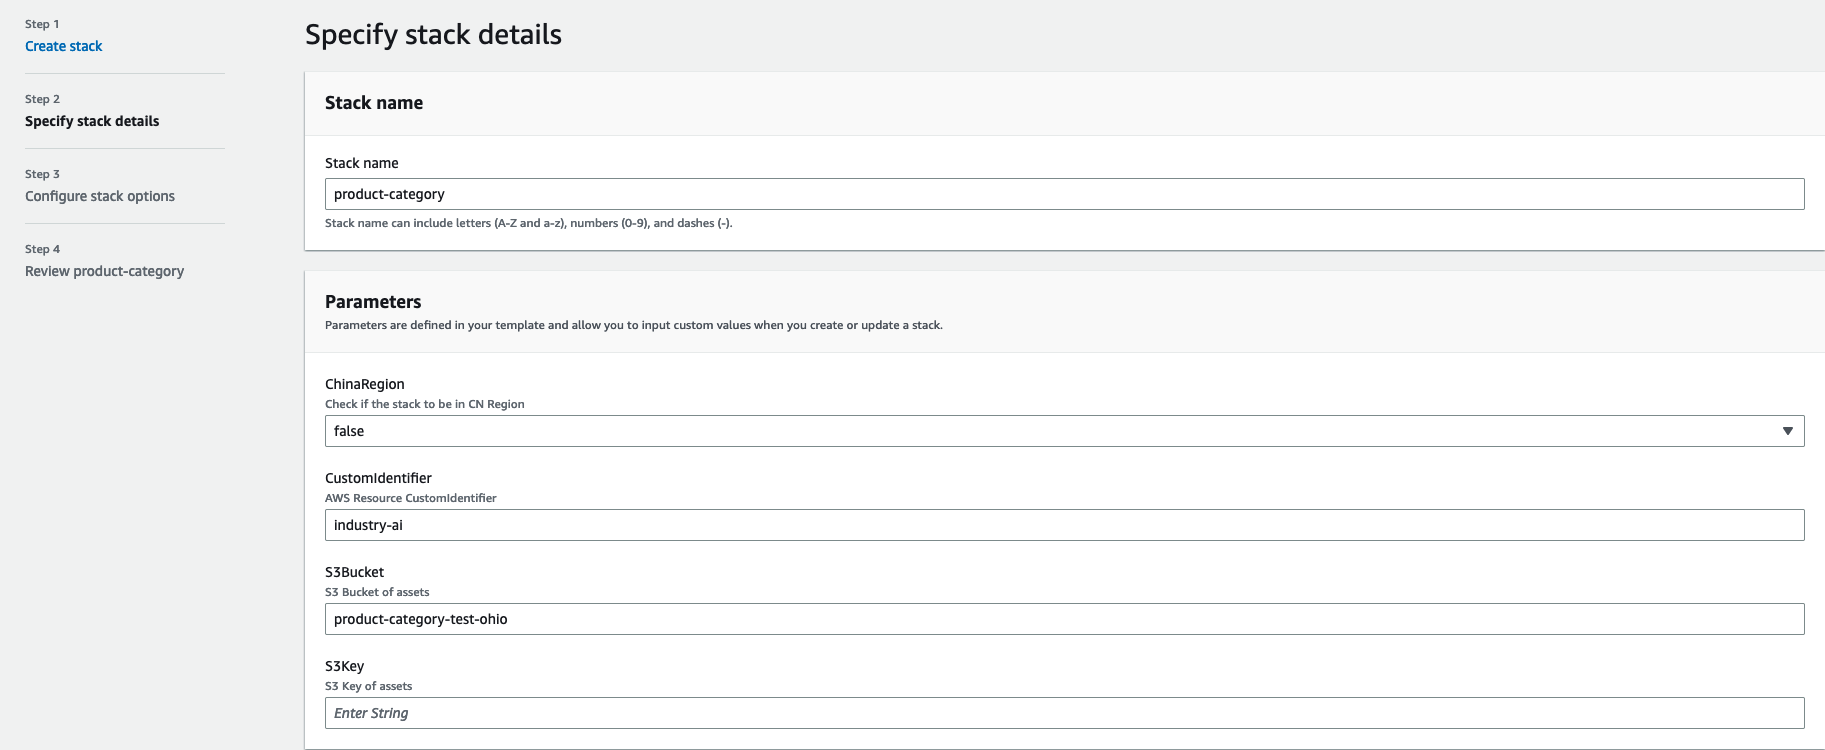 Step 1
Create stack
Step 2
Specify stack details
Step 3
Configure stack options
Step 4
Review product-category
Specify stack details
Stack name
Stack name
product-category
Stack name can include letters (A-Z and a-z), numbers (0-9), and dashes (-).
Parameters
Parameters are defined in your template and allow you to input custom values when you create or update a stack.
ChinaRegion
Check if the stack to be in CN Region
false
CustomIdentifier
AWS Resource CustomIdentifier
industry-ai
S3Bucket
S3 Bucket of assets
product-category-test-ohio
S3Key
S3 Key of assets
Enter String